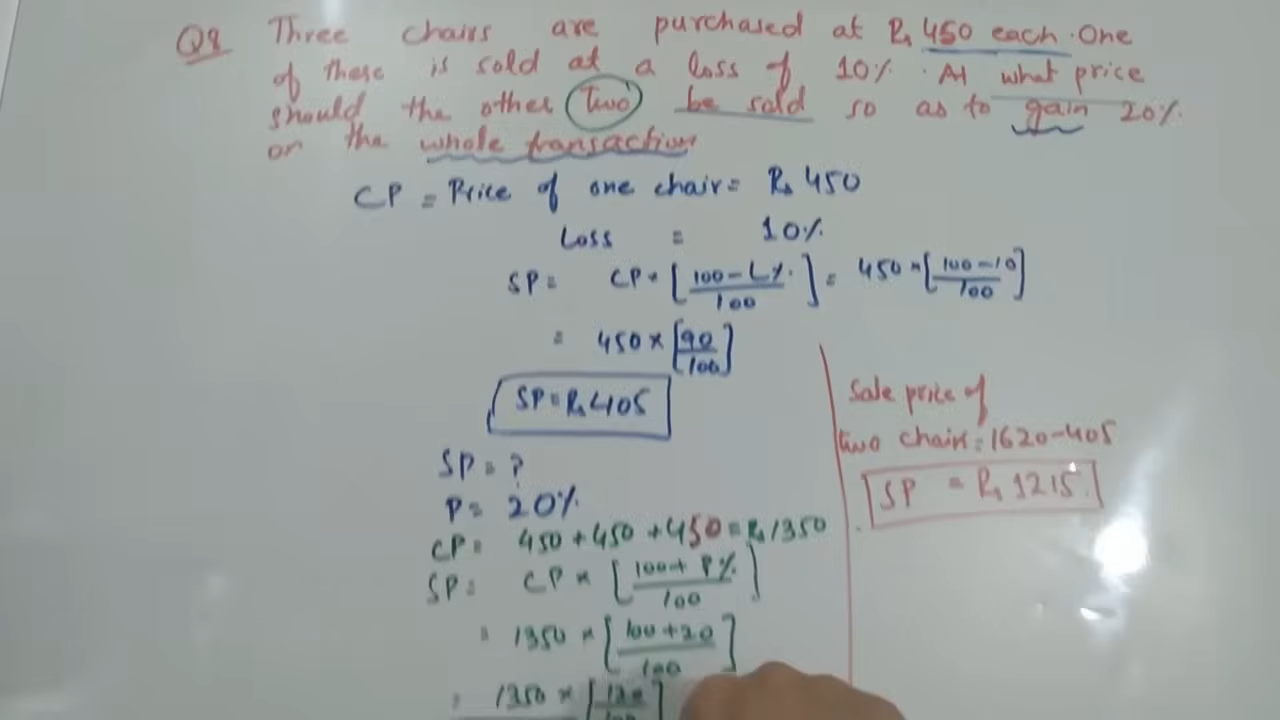 Q8 Three chairs are purchased at Rs 450 each. One
of these is sold at a loss of 10%. At what price
should the other two be sold so as to gain 20%
on the whole transaction
CP = Price of one chair = Rs 450
Loss = 10%
SP = CP × [100 - L% / 100] = 450 × [100 - 10 / 100]
= 450 × [90 / 100]
SP = Rs 405
SP = ?
P = 20%
CP = 450 + 450 + 450 = Rs 1350
SP = CP × [100 + P% / 100]
= 1350 × [100 + 20 / 100]
= 1350 × [120 / 100]
Sale price of
two chairs = 1620 - 405
SP = Rs 1215